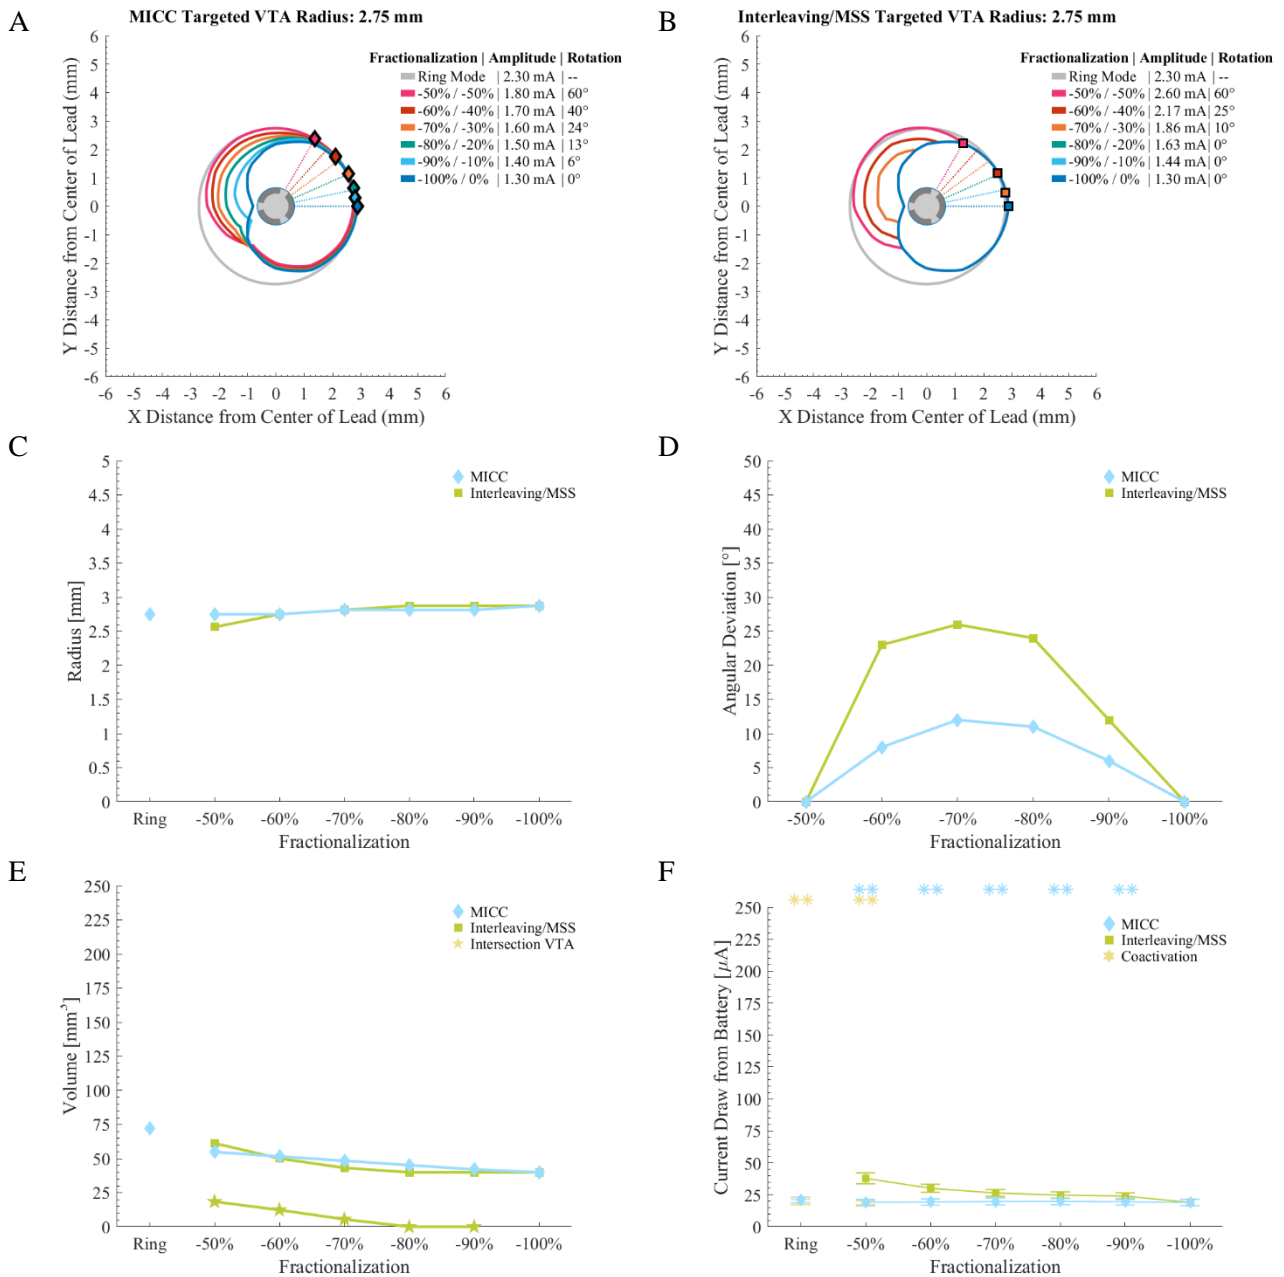 A
MICC Targeted VTA Radius: 2.75 mm
Y Distance from Center of Lead (mm)
6
5
4
3
2
1
0
-1
-2
-3
-4
-5
-6
-6 -5 -4 -3 -2 -1 0 1 2 3 4 5 6
X Distance from Center of Lead (mm)
Fractionalization | Amplitude | Rotation
Ring Mode | 2.30 mA | --
-50% / -50% | 1.80 mA | 60°
-60% / -40% | 1.70 mA | 40°
-70% / -30% | 1.60 mA | 24°
-80% / -20% | 1.50 mA | 13°
-90% / -10% | 1.40 mA | 6°
-100% / 0% | 1.30 mA | 0°
B
Interleaving/MSS Targeted VTA Radius: 2.75 mm
Y Distance from Center of Lead (mm)
6
5
4
3
2
1
0
-1
-2
-3
-4
-5
-6
-6 -5 -4 -3 -2 -1 0 1 2 3 4 5 6
X Distance from Center of Lead (mm)
Fractionalization | Amplitude | Rotation
Ring Mode | 2.30 mA | --
-50% / -50% | 2.60 mA | 60°
-60% / -40% | 2.17 mA | 25°
-70% / -30% | 1.86 mA | 10°
-80% / -20% | 1.63 mA | 0°
-90% / -10% | 1.44 mA | 0°
-100% / 0% | 1.30 mA | 0°
C
Radius [mm]
5
4.5
4
3.5
3
2.5
2
1.5
1
0.5
0
Ring -50% -60% -70% -80% -90% -100%
Fractionalization
MICC
Interleaving/MSS
D
Angular Deviation [°]
50
45
40
35
30
25
20
15
10
5
0
-50% -60% -70% -80% -90% -100%
Fractionalization
MICC
Interleaving/MSS
E
Volume [mm³]
250
225
200
175
150
125
100
75
50
25
0
Ring -50% -60% -70% -80% -90% -100%
Fractionalization
MICC
Interleaving/MSS
Intersection VTA
F
** ** ** ** **
** **
Current Draw from Battery [μA]
250
225
200
175
150
125
100
75
50
25
0
Ring -50% -60% -70% -80% -90% -100%
Fractionalization
MICC
Interleaving/MSS
Coactivation